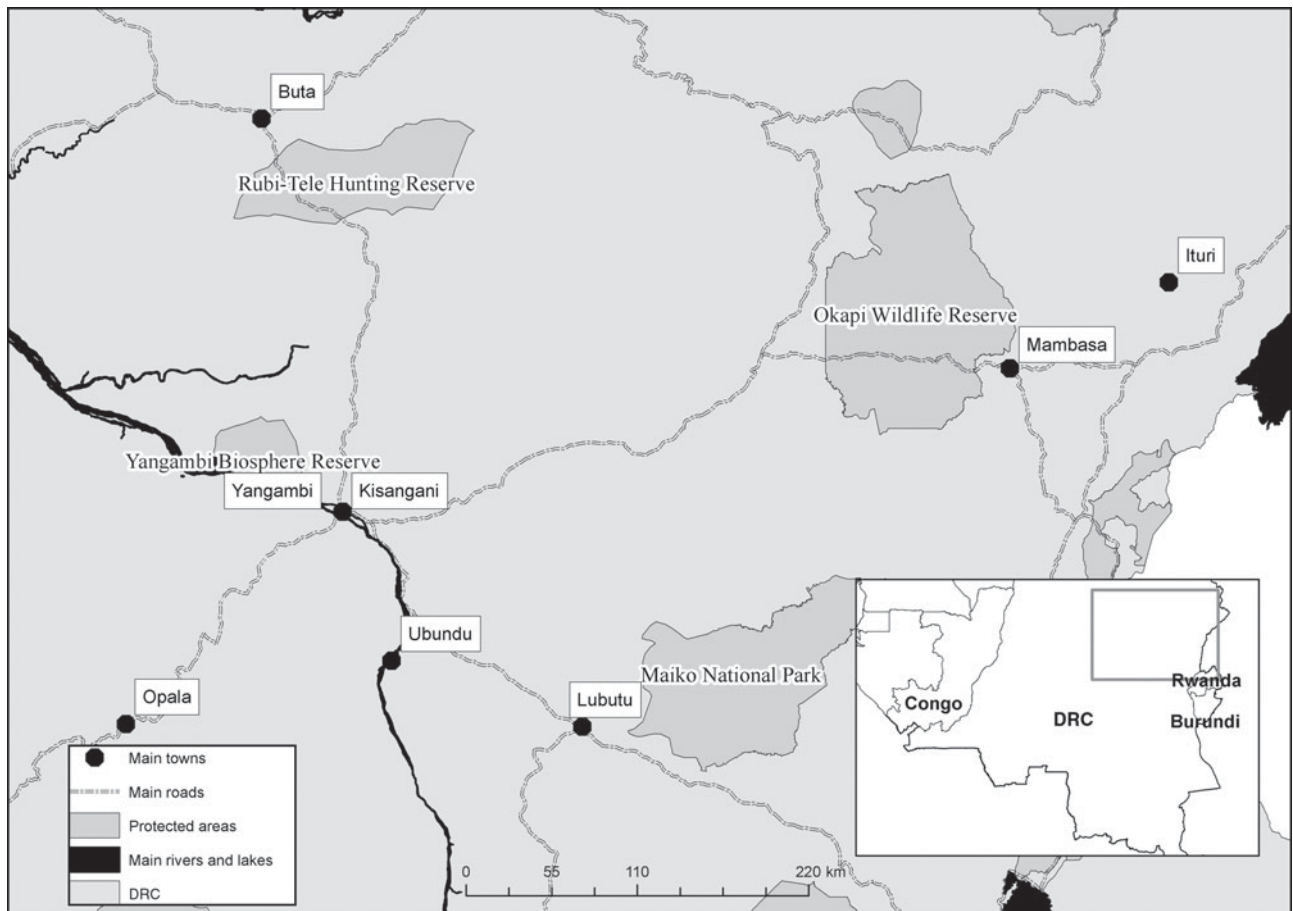 Buta
Rubi-Tele Hunting Reserve
Ituri
Okapi Wildlife Reserve
Mambasa
Yangambi Biosphere Reserve
Yangambi
Kisangani
Ubundu
Maiko National Park
Opala
Lubutu
Main towns
Main roads
Protected areas
Main rivers and lakes
DRC
0 55 110 220 km
Rwanda
Congo
DRC
Burundi